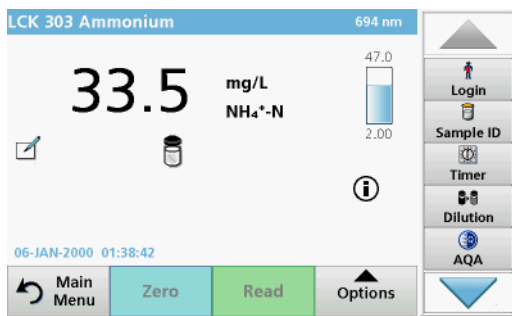 LCK 303 Ammonium 694 nm
33.5 mg/L
NH₄⁺-N
47.0
2.00
i
06-JAN-2000 01:38:42
Main Menu
Zero
Read
Options
Login
Sample ID
Timer
Dilution
AQA